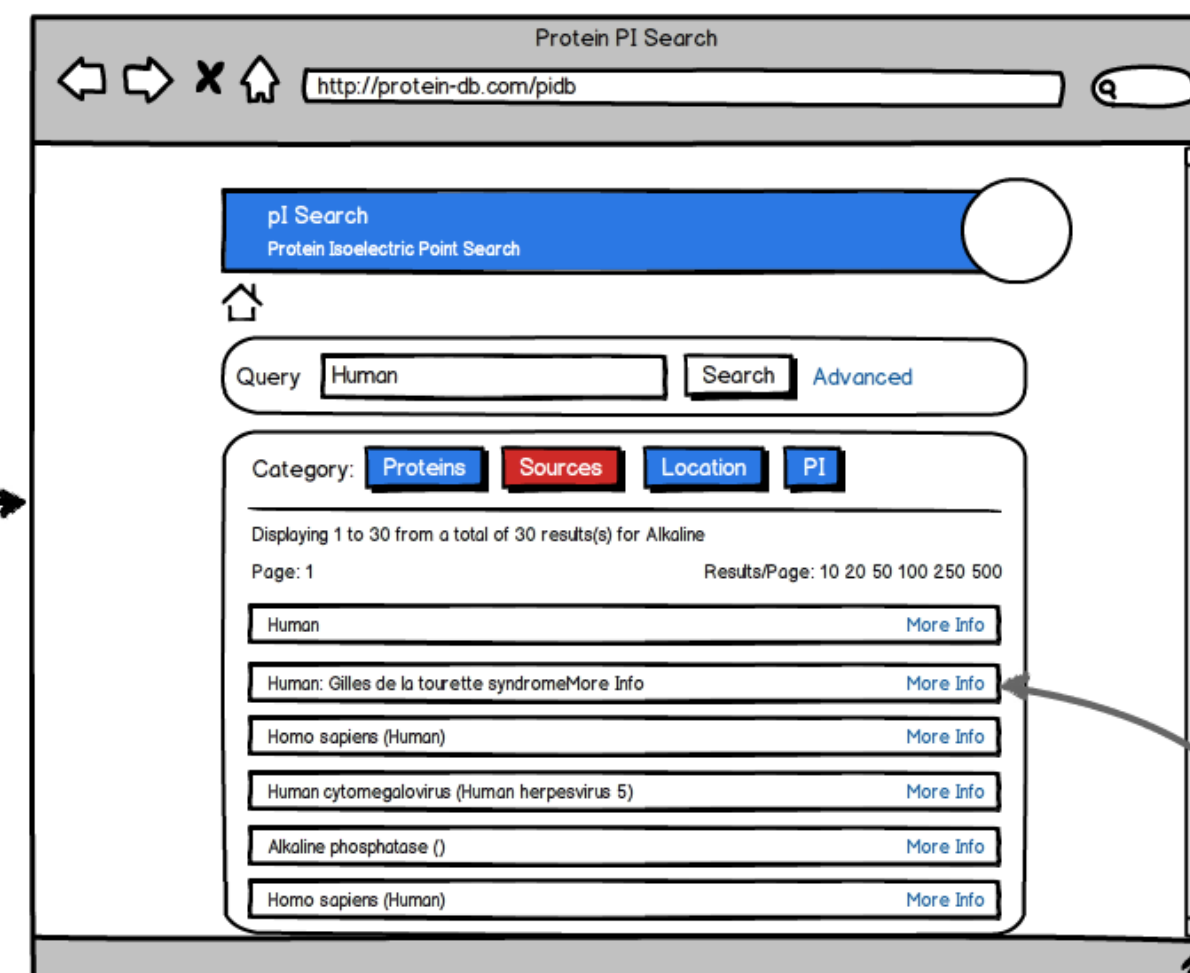 Protein PI Search
http://protein-db.com/pidb
pI Search
Protein Isoelectric Point Search
Query Human Search Advanced
Category: Proteins Sources Location PI
Displaying 1 to 30 from a total of 30 results(s) for Alkaline
Page: 1 Results/Page: 10 20 50 100 250 500
Human More Info
Human: Gilles de la tourette syndromeMore Info More Info
Homo sapiens (Human) More Info
Human cytomegalovirus (Human herpesvirus 5) More Info
Alkaline phosphatase () More Info
Homo sapiens (Human) More Info